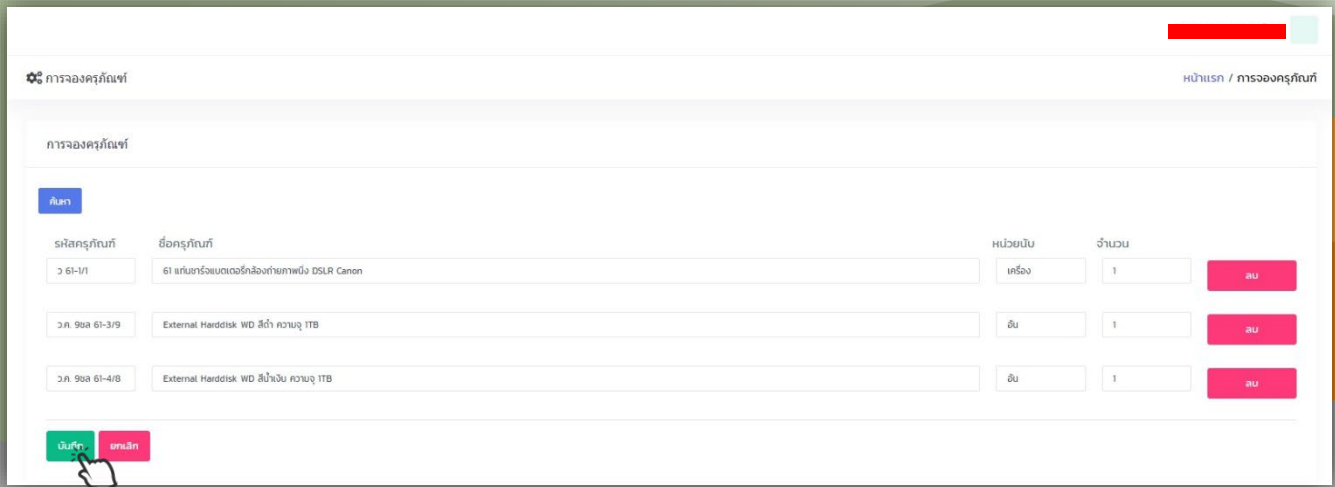 การจองครุภัณฑ์
หน้าแรก / การจองครุภัณฑ์
การจองครุภัณฑ์
ค้นหา
รหัสครุภัณฑ์ ชื่อครุภัณฑ์ หน่วยนับ จำนวน
ว 61-1/1 61 แท่นชาร์จแบตเตอรี่กล้องถ่ายภาพนิ่ง DSLR Canon เครื่อง 1 ลบ
ว.ค. 9ชล 61-3/9 External Harddisk WD สีดำ ความจุ 1TB อัน 1 ลบ
ว.ค. 9ชล 61-4/8 External Harddisk WD สีน้ำเงิน ความจุ 1TB อัน 1 ลบ
บันทึก ยกเลิก